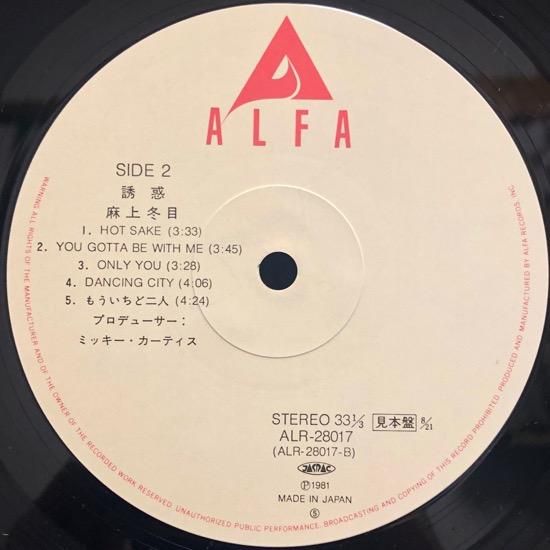 ALFA
SIDE 2
誘惑
麻上冬目
1. HOT SAKE (3:33)
2. YOU GOTTA BE WITH ME (3:45)
3. ONLY YOU (3:28)
4. DANCING CITY (4:06)
5. もういちど二人 (4:24)
プロデューサー:
ミッキー・カーティス
STEREO 33 1/3 見本盤 8/21
ALR-28017
(ALR-28017-B)
JASRAC
Ⓟ1981
MADE IN JAPAN
Ⓢ
WARNING: ALL RIGHTS OF THE MANUFACTURER AND OF THE OWNER OF THE RECORDED WORK RESERVED. UNAUTHORIZED PUBLIC PERFORMANCE, BROADCASTING AND COPYING OF THIS RECORD PROHIBITED. PRODUCED AND MANUFACTURED BY ALFA RECORDS, INC.